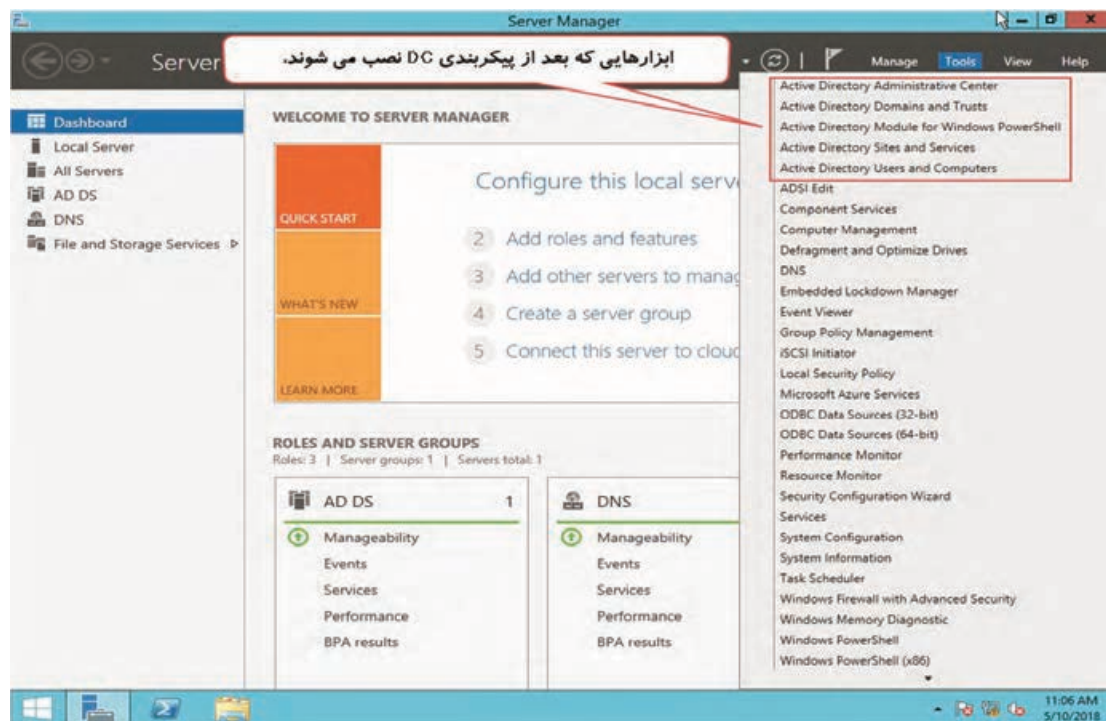 Server Manager
Server
ابزارهایی که بعد از پیکربندی DC نصب می شوند.
Manage Tools View Help
Dashboard
Local Server
All Servers
AD DS
DNS
File and Storage Services
WELCOME TO SERVER MANAGER
QUICK START
WHAT'S NEW
LEARN MORE
Configure this local serv
2 Add roles and features
3 Add other servers to manag
4 Create a server group
5 Connect this server to cloud
ROLES AND SERVER GROUPS
Roles: 3 | Server groups: 1 | Servers total: 1
AD DS 1
Manageability
Events
Services
Performance
BPA results
DNS
Manageability
Events
Services
Performance
BPA results
Active Directory Administrative Center
Active Directory Domains and Trusts
Active Directory Module for Windows PowerShell
Active Directory Sites and Services
Active Directory Users and Computers
ADSI Edit
Component Services
Computer Management
Defragment and Optimize Drives
DNS
Embedded Lockdown Manager
Event Viewer
Group Policy Management
iSCSI Initiator
Local Security Policy
Microsoft Azure Services
ODBC Data Sources (32-bit)
ODBC Data Sources (64-bit)
Performance Monitor
Resource Monitor
Security Configuration Wizard
Services
System Configuration
System Information
Task Scheduler
Windows Firewall with Advanced Security
Windows Memory Diagnostic
Windows PowerShell
Windows PowerShell (x86)
11:06 AM
5/10/2018